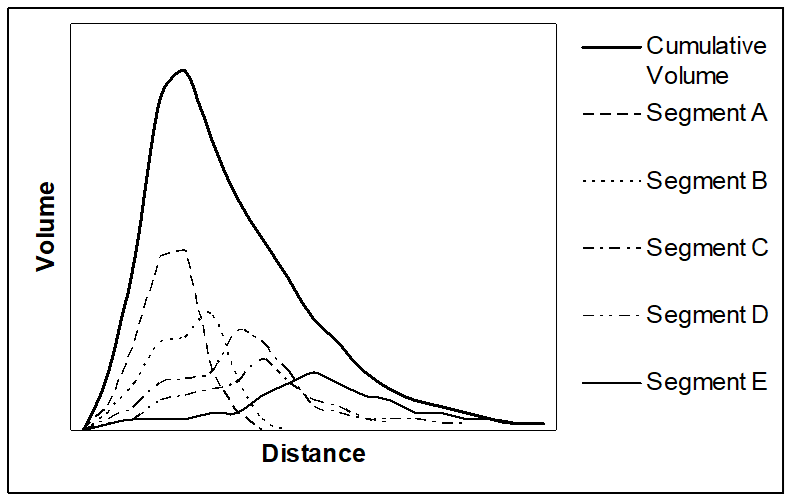 Volume
Distance
Cumulative
Volume
Segment A
Segment B
Segment C
Segment D
Segment E